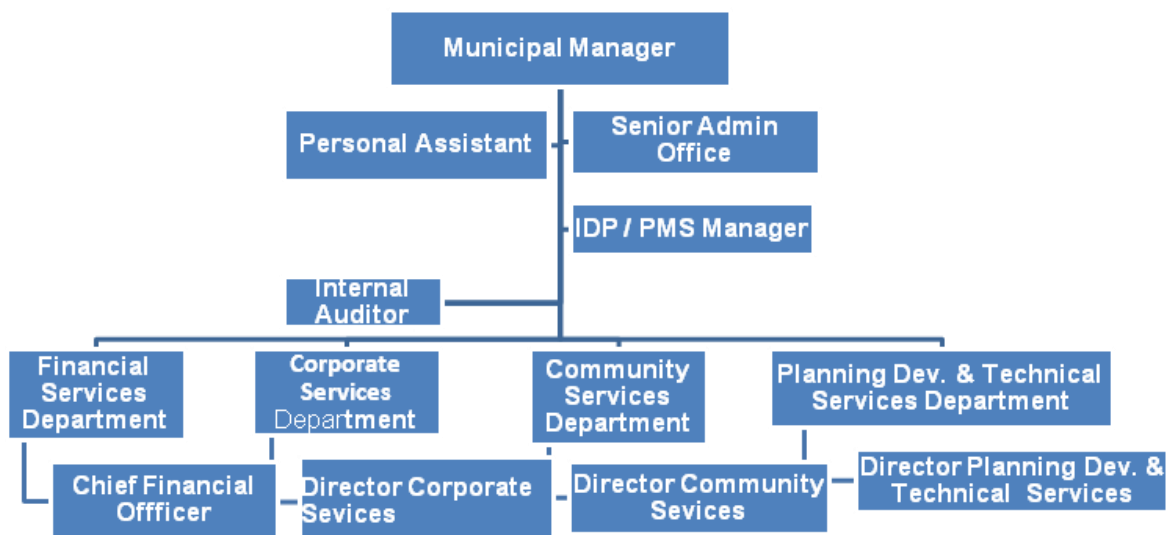 Municipal Manager
Personal Assistant
Senior Admin
Office
IDP / PMS Manager
Internal
Auditor
Financial
Services
Department
Corporate
Services
Department
Community
Services
Department
Planning Dev. & Technical
Services Department
Chief Financial
Offficer
Director Corporate
Sevices
Director Community
Sevices
Director Planning Dev. &
Technical Services